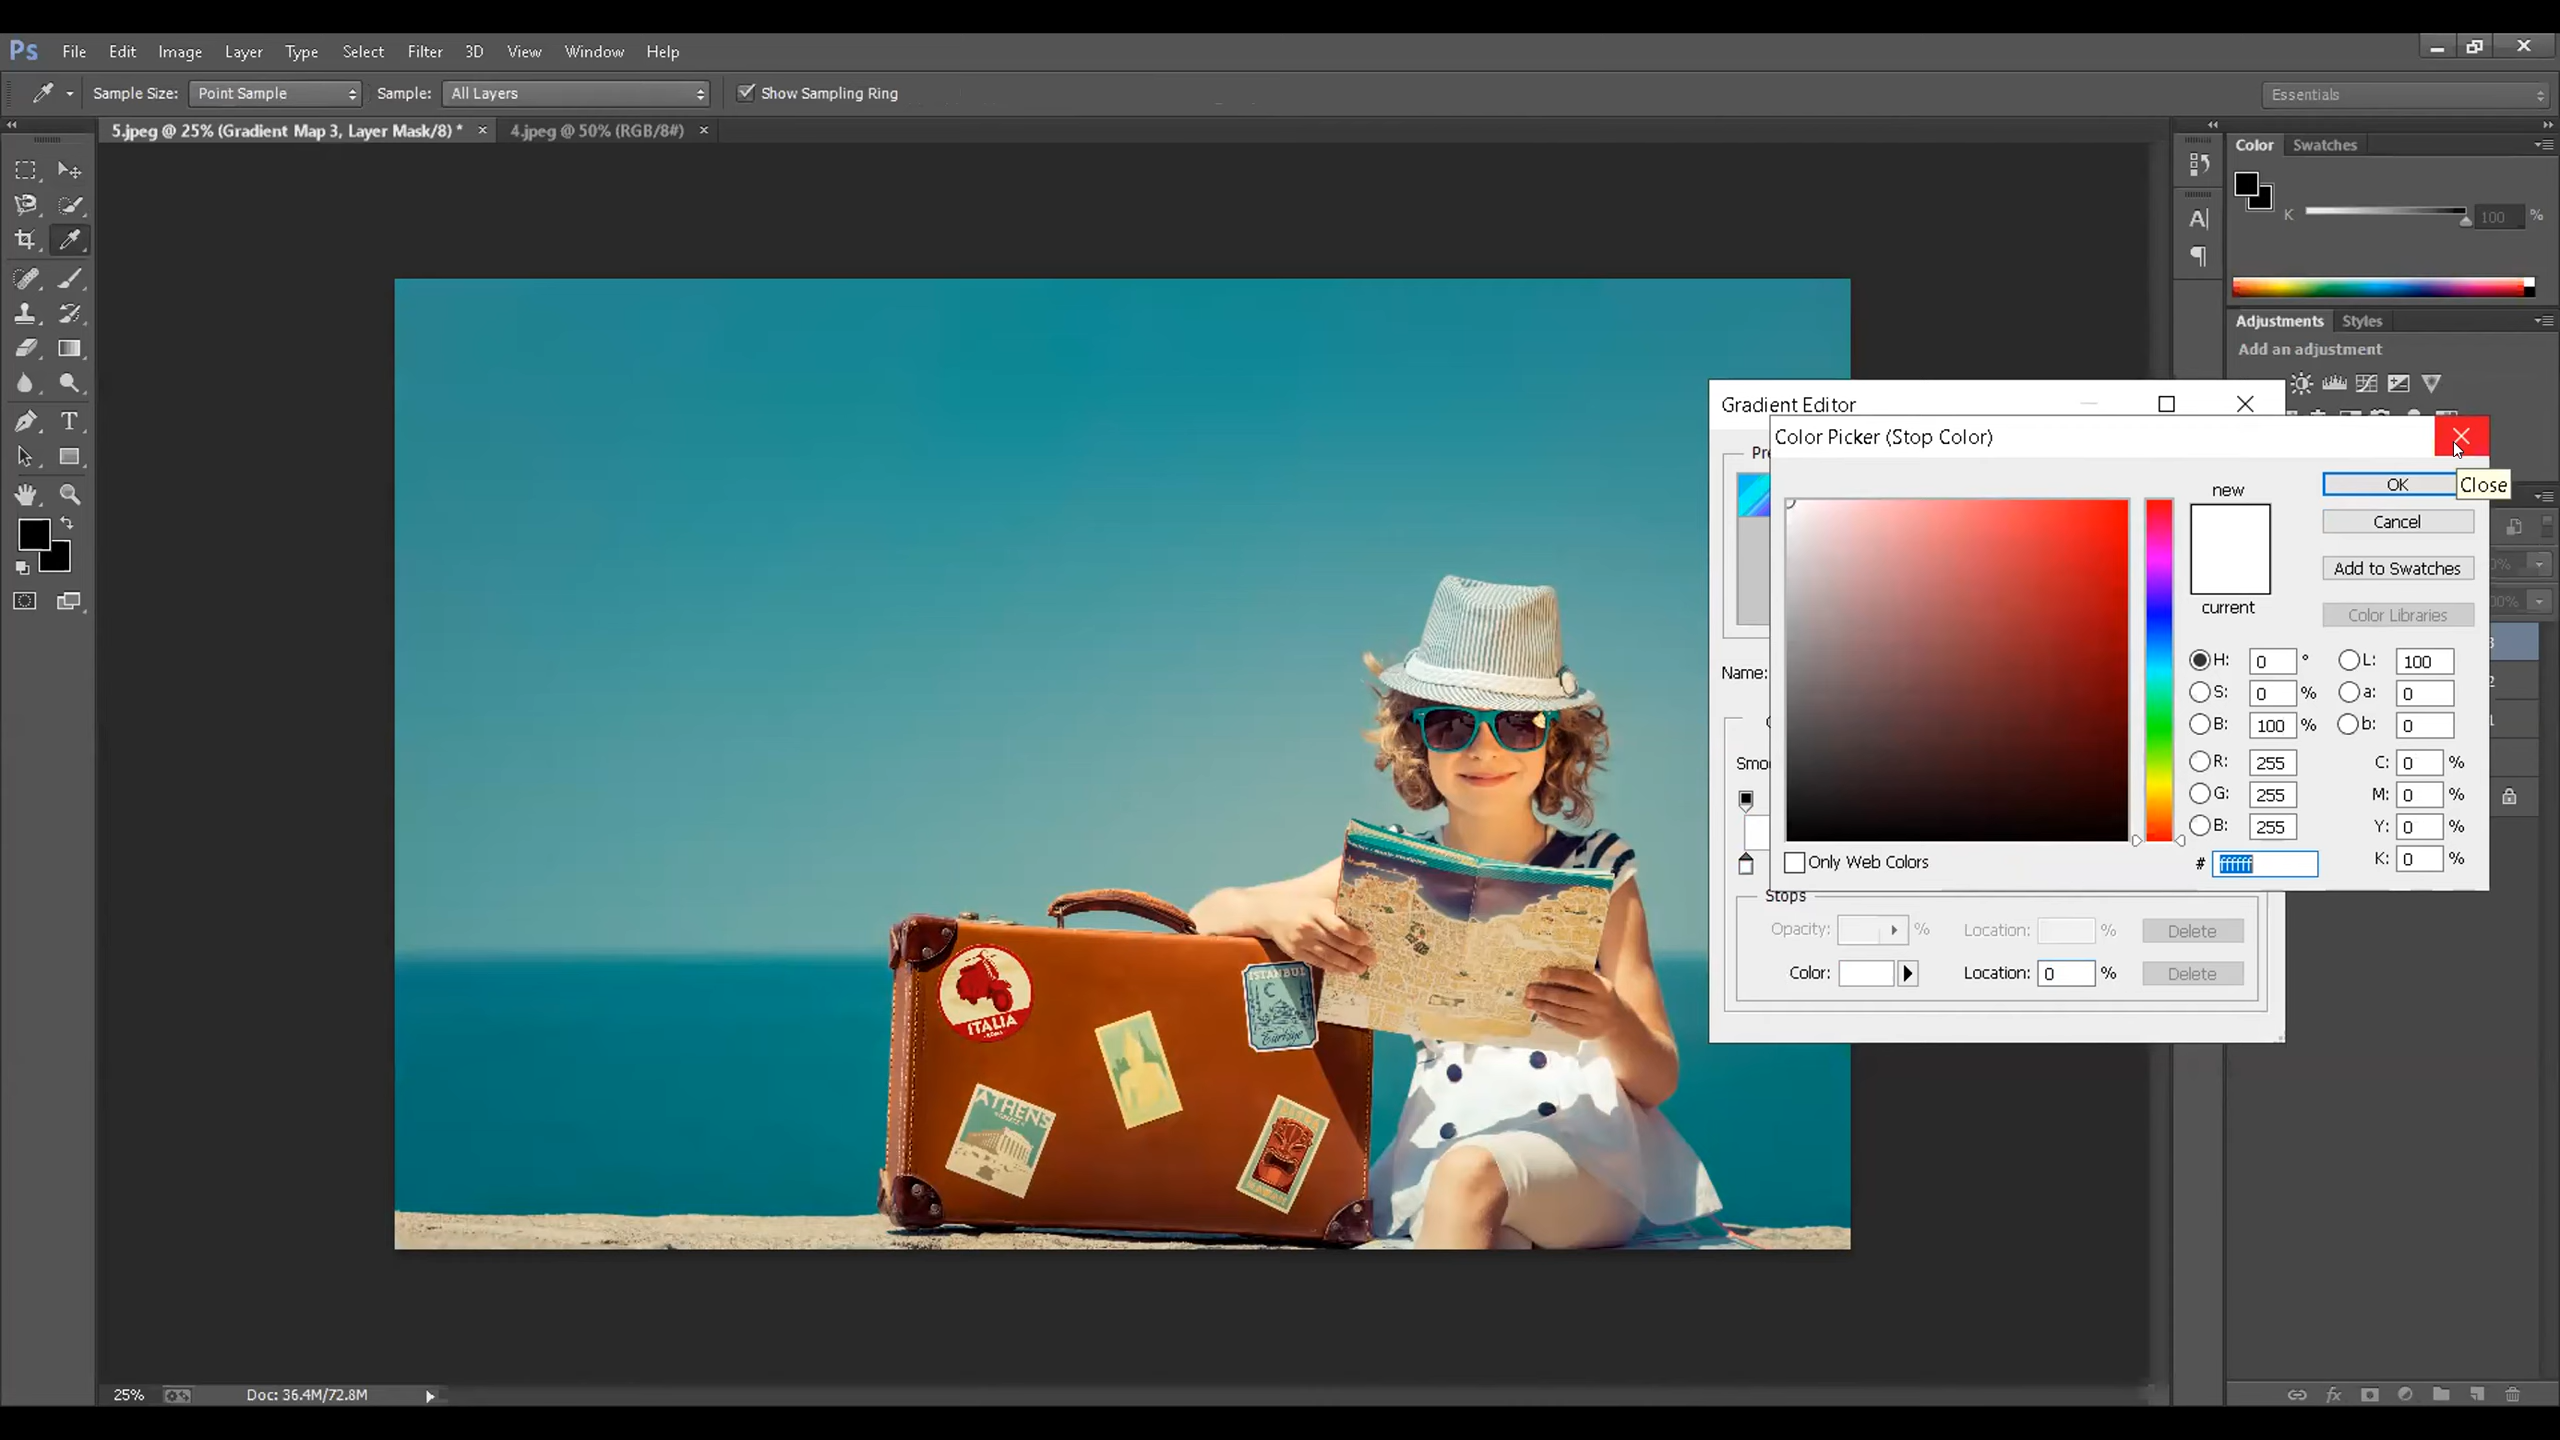 Ps File Edit Image Layer Type Select Filter 3D View Window Help
Sample Size: Point Sample Sample: All Layers Show Sampling Ring Essentials
5.jpeg @ 25% (Gradient Map 3, Layer Mask/8) * × 4.jpeg @ 50% (RGB/8#) ×
Color Swatches
K 100 %
Adjustments Styles
Add an adjustment
Gradient Editor
Color Picker (Stop Color)
new
OK
Close
current
Cancel
Add to Swatches
Color Libraries
Name:
H: 0 ° L: 100
S: 0 % a: 0
B: 100 % b: 0
R: 255 C: 0 %
G: 255 M: 0 %
B: 255 Y: 0 %
# ffffff K: 0 %
Only Web Colors
Stops
Opacity: % Location: % Delete
Color: Location: 0 % Delete
ITALIA
ISTANBUL
ATHENS
25% Doc: 36.4M/72.8M